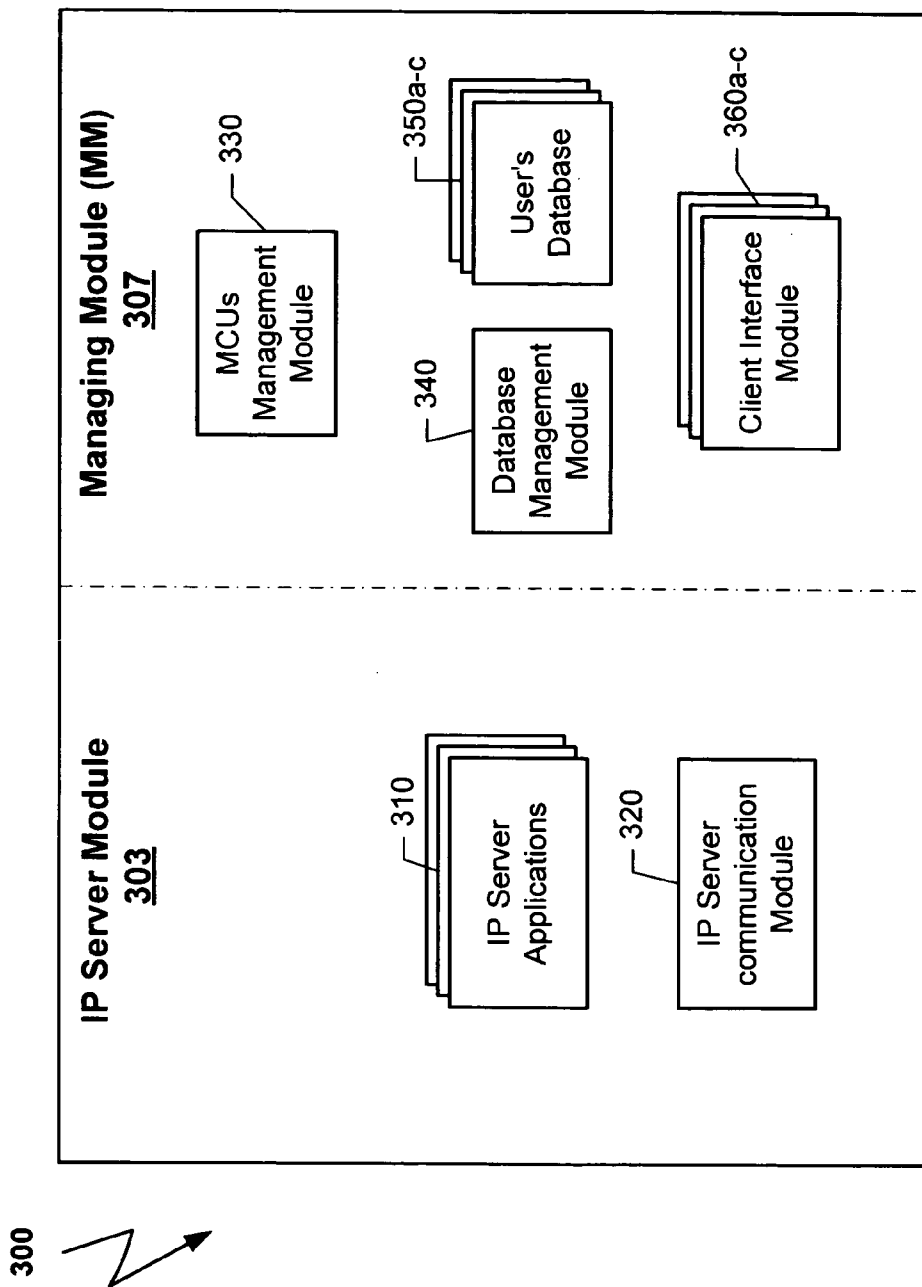 300
IP Server Module
303
310
IP Server
Applications
320
IP Server
communication
Module
Managing Module (MM)
307
330
MCUs
Management
Module
340
Database
Management
Module
350a-c
User's
Database
360a-c
Client Interface
Module